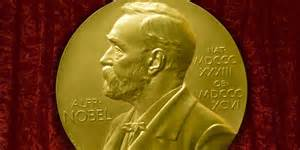 ALFR·
NOBEL
NAT·
MDCCC
XXXIII
OB·
MDCCC
XCVI